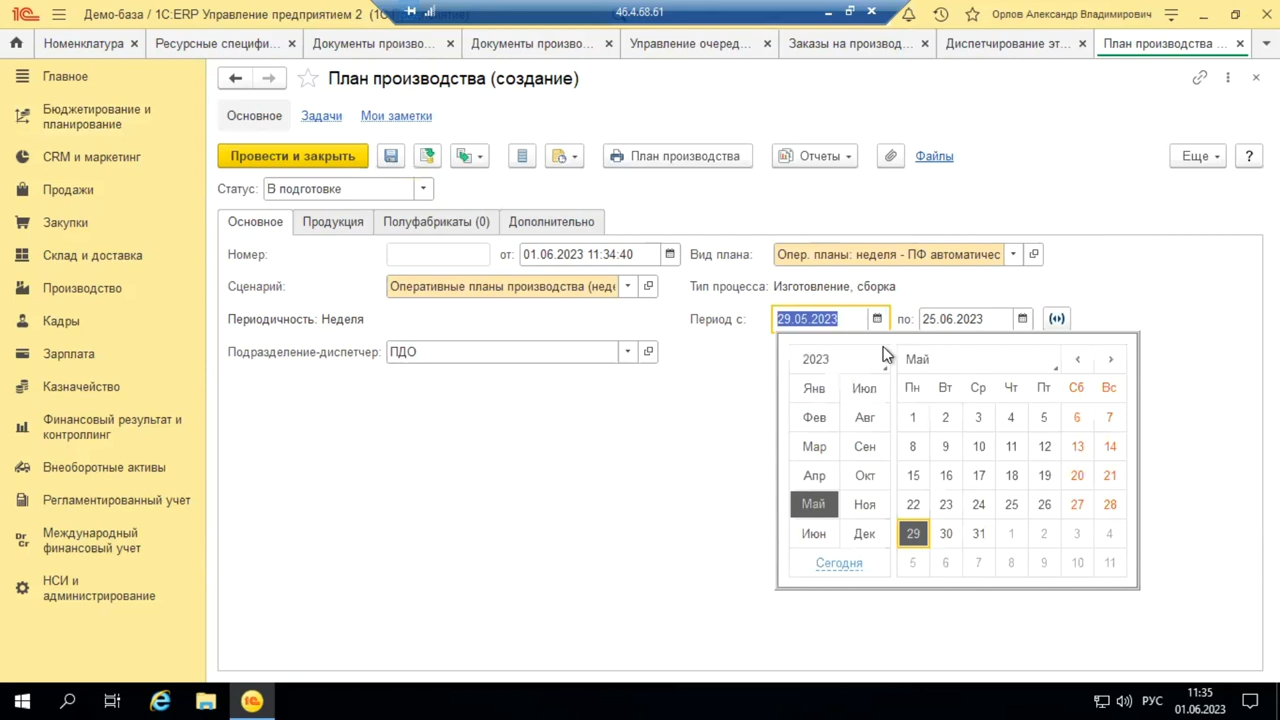 Демо-база / 1С:ERP Управление предприятием 2 (1С:Предприятие)
46.4.68.61
Орлов Александр Владимирович
Номенклатура
Ресурсные специфи...
Документы произво...
Документы произво...
Управление очеред...
Заказы на производ...
Диспетчирование эт...
План производства ...
Главное
Бюджетирование и
планирование
CRM и маркетинг
Продажи
Закупки
Склад и доставка
Производство
Кадры
Зарплата
Казначейство
Финансовый результат и
контроллинг
Внеоборотные активы
Регламентированный учет
Международный
финансовый учет
НСИ и
администрирование
План производства (создание)
Основное Задачи Мои заметки
Провести и закрыть План производства Отчеты Файлы Еще ?
Статус: В подготовке
Основное Продукция Полуфабрикаты (0) Дополнительно
Номер: от: 01.06.2023 11:34:40 Вид плана: Опер. планы: неделя - ПФ автоматичес
Сценарий: Оперативные планы производства (неде Тип процесса: Изготовление, сборка
Периодичность: Неделя Период с: 29.05.2023 по: 25.06.2023
Подразделение-диспетчер: ПДО
2023 Май
Янв Июл Пн Вт Ср Чт Пт Сб Вс
Фев Авг 1 2 3 4 5 6 7
Мар Сен 8 9 10 11 12 13 14
Апр Окт 15 16 17 18 19 20 21
Май Ноя 22 23 24 25 26 27 28
Июн Дек 29 30 31 1 2 3 4
Сегодня 5 6 7 8 9 10 11
РУС
11:35
01.06.2023